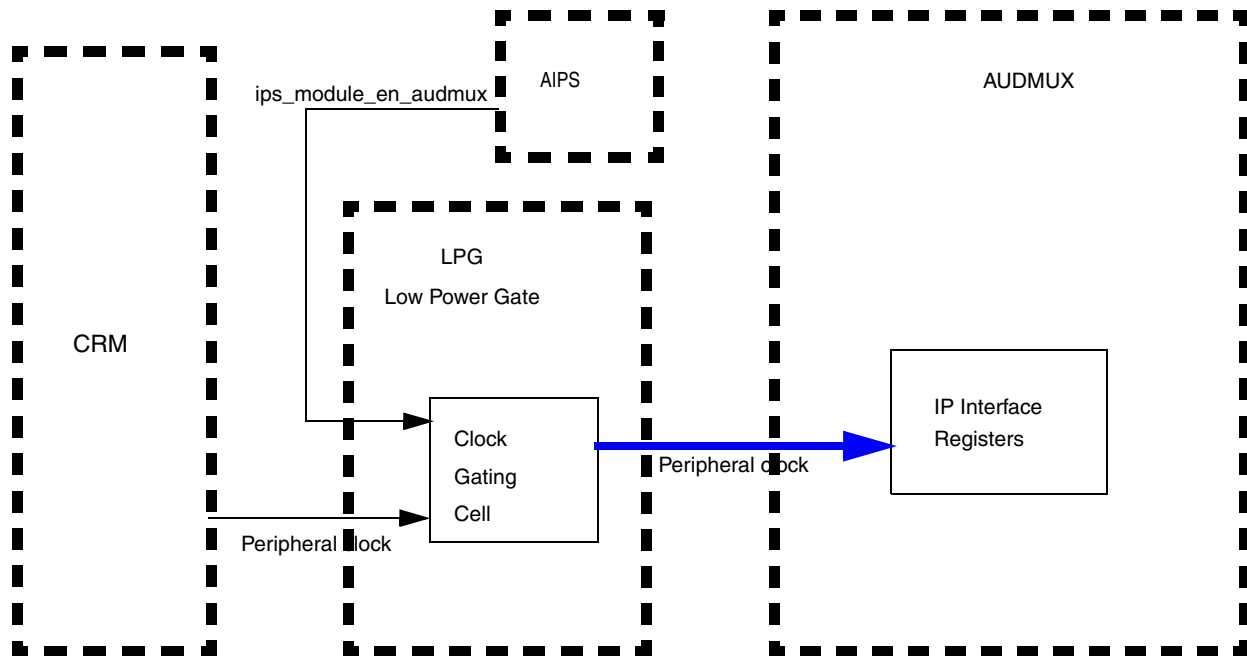 AIPS
AUDMUX
ips_module_en_audmux
LPG
Low Power Gate
CRM
Clock
Gating
Cell
IP Interface
Registers
Peripheral clock
Peripheral clock